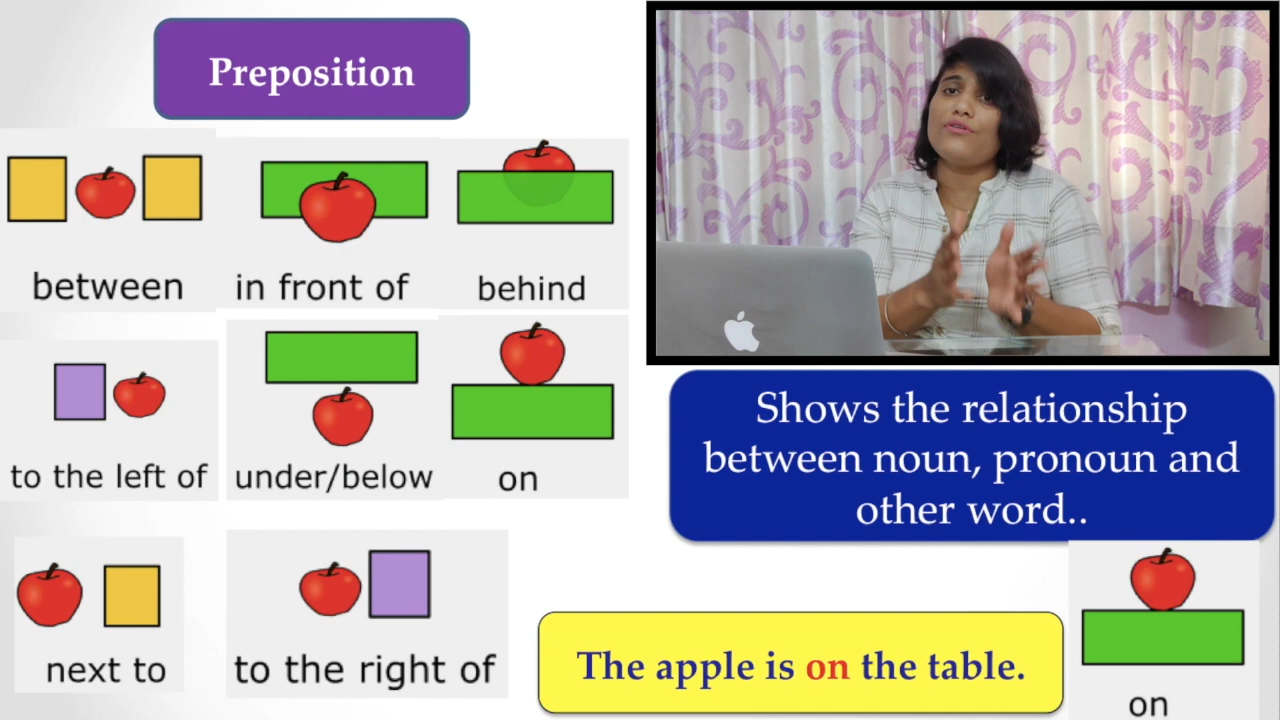 Preposition
between
in front of
behind
to the left of
under/below
on
next to
to the right of
Shows the relationship
between noun, pronoun and
other word..
The apple is on the table.
on